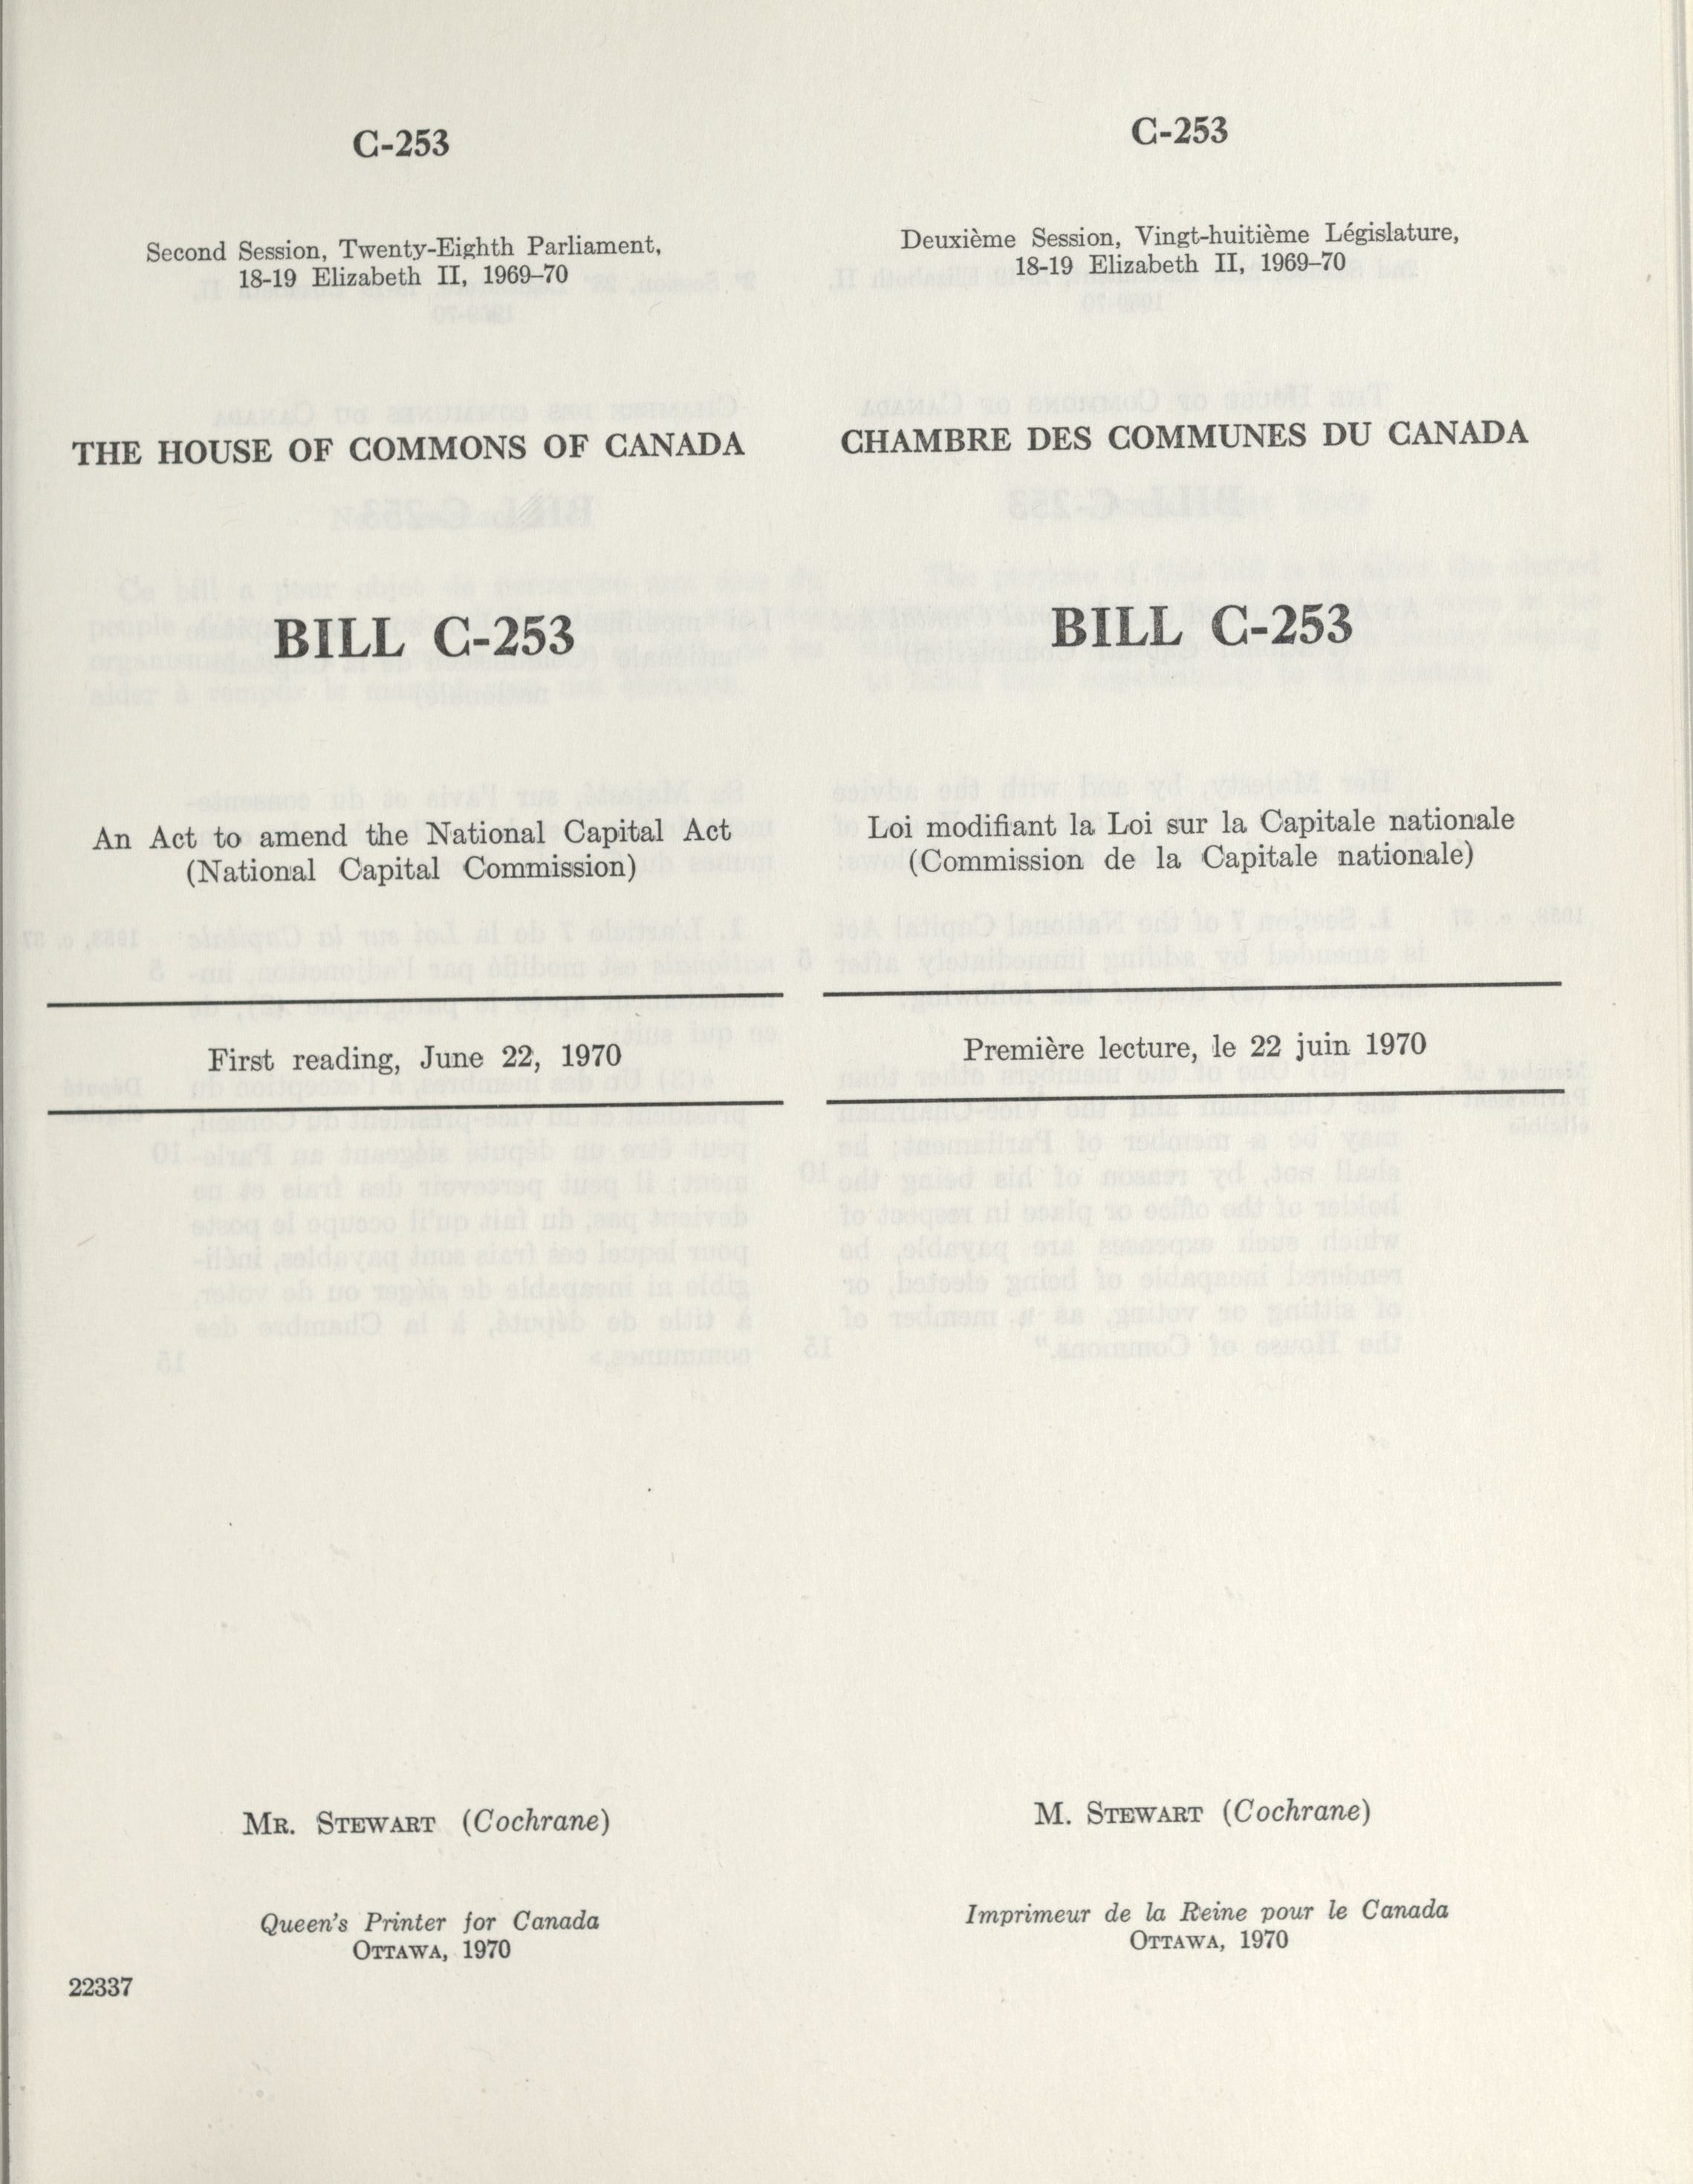 C-253
Second Session, Twenty-Eighth Parliament,
18-19 Elizabeth II, 1969–70
THE HOUSE OF COMMONS OF CANADA
BILL C-253
An Act to amend the National Capital Act
(National Capital Commission)
First reading, June 22, 1970
MR. STEWART (Cochrane)
Queen's Printer for Canada
OTTAWA, 1970
22337
C-253
Deuxième Session, Vingt-huitième Législature,
18-19 Elizabeth II, 1969–70
CHAMBRE DES COMMUNES DU CANADA
BILL C-253
Loi modifiant la Loi sur la Capitale nationale
(Commission de la Capitale nationale)
Première lecture, le 22 juin 1970
M. STEWART (Cochrane)
Imprimeur de la Reine pour le Canada
OTTAWA, 1970